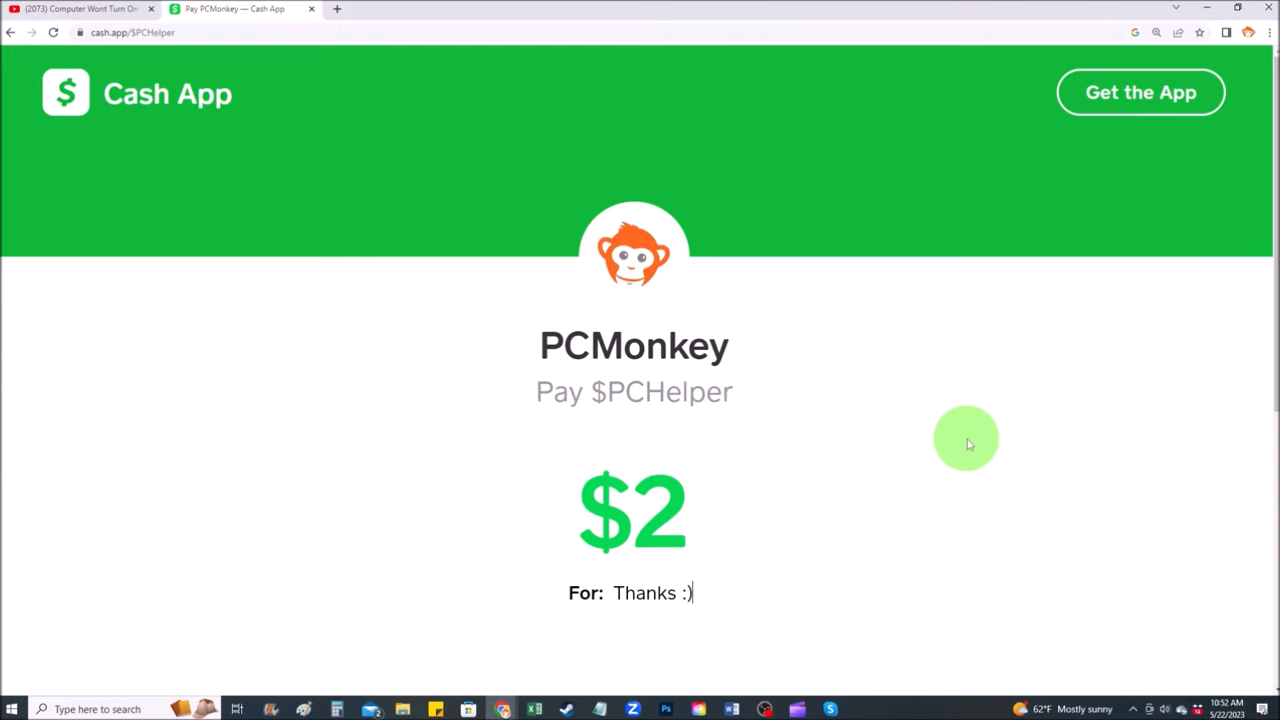 (2073) Computer Wont Turn On
Pay PCMonkey — Cash App
cash.app/$PCHelper
$ Cash App
Get the App
PCMonkey
Pay $PCHelper
$2
For: Thanks :)
Type here to search
62°F Mostly sunny
10:52 AM
5/22/2023